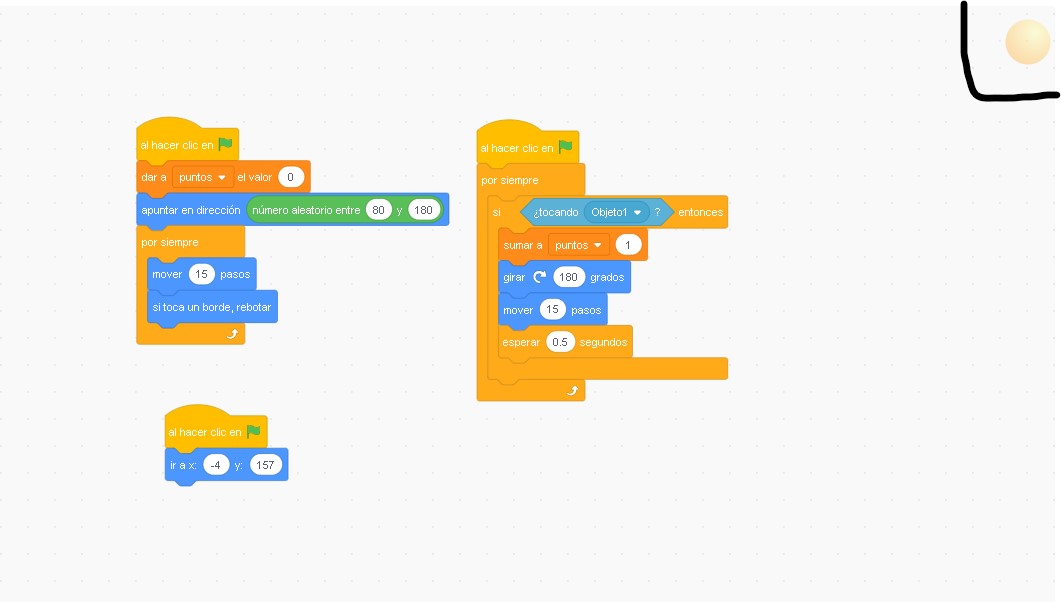 al hacer clic en
dar a puntos el valor 0
apuntar en dirección número aleatorio entre 80 y 180
por siempre
mover 15 pasos
si toca un borde, rebotar
al hacer clic en
ir a x: -4 y: 157
al hacer clic en
por siempre
si ¿tocando Objeto1 ? entonces
sumar a puntos 1
girar 180 grados
mover 15 pasos
esperar 0.5 segundos